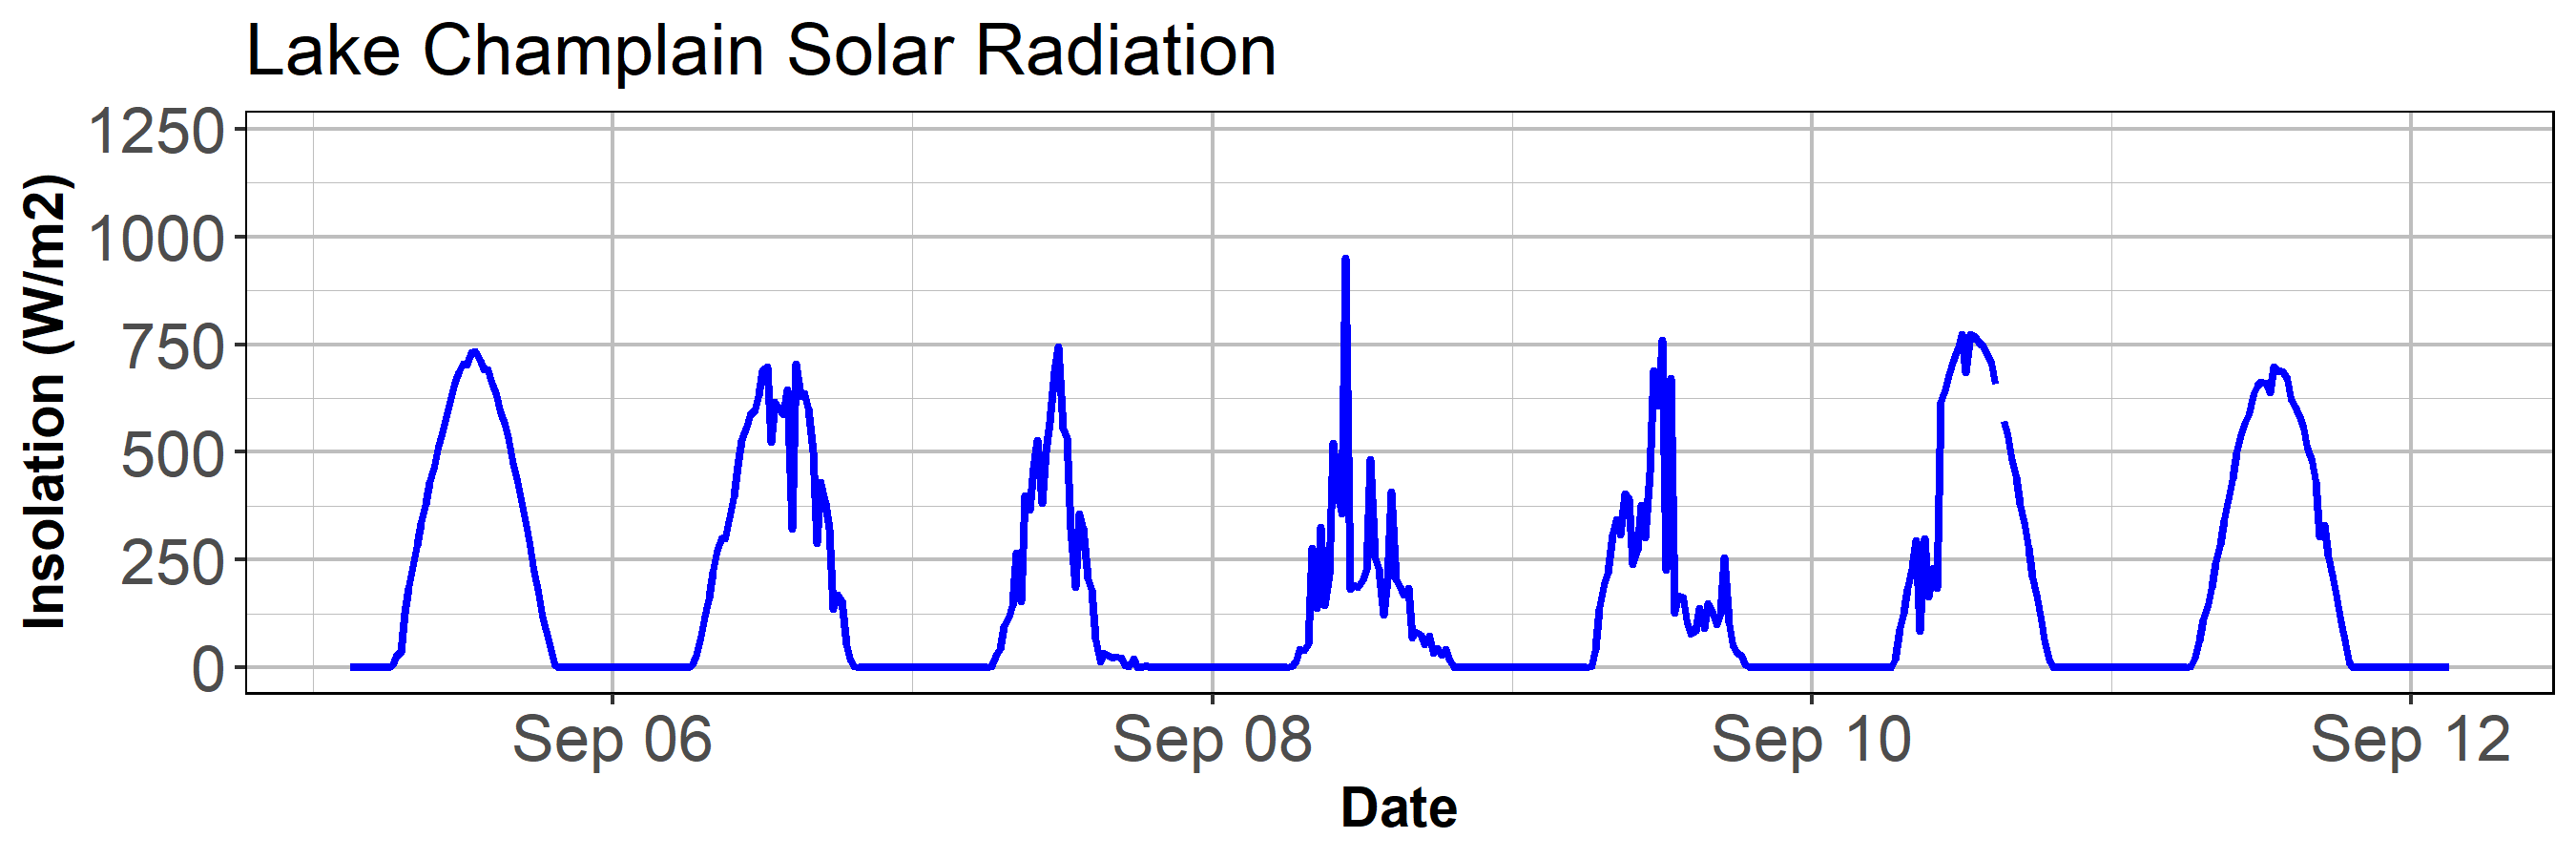 Lake Champlain Solar Radiation
Insolation (W/m2)
1250
1000
750
500
250
0
Sep 06 Sep 08 Sep 10 Sep 12
Date